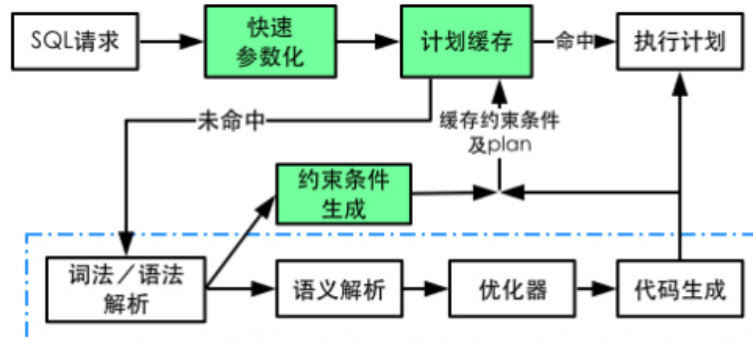 SQL请求
快速
参数化
计划缓存
命中
执行计划
未命中
缓存约束条件
及plan
约束条件
生成
词法／语法
解析
语义解析
优化器
代码生成